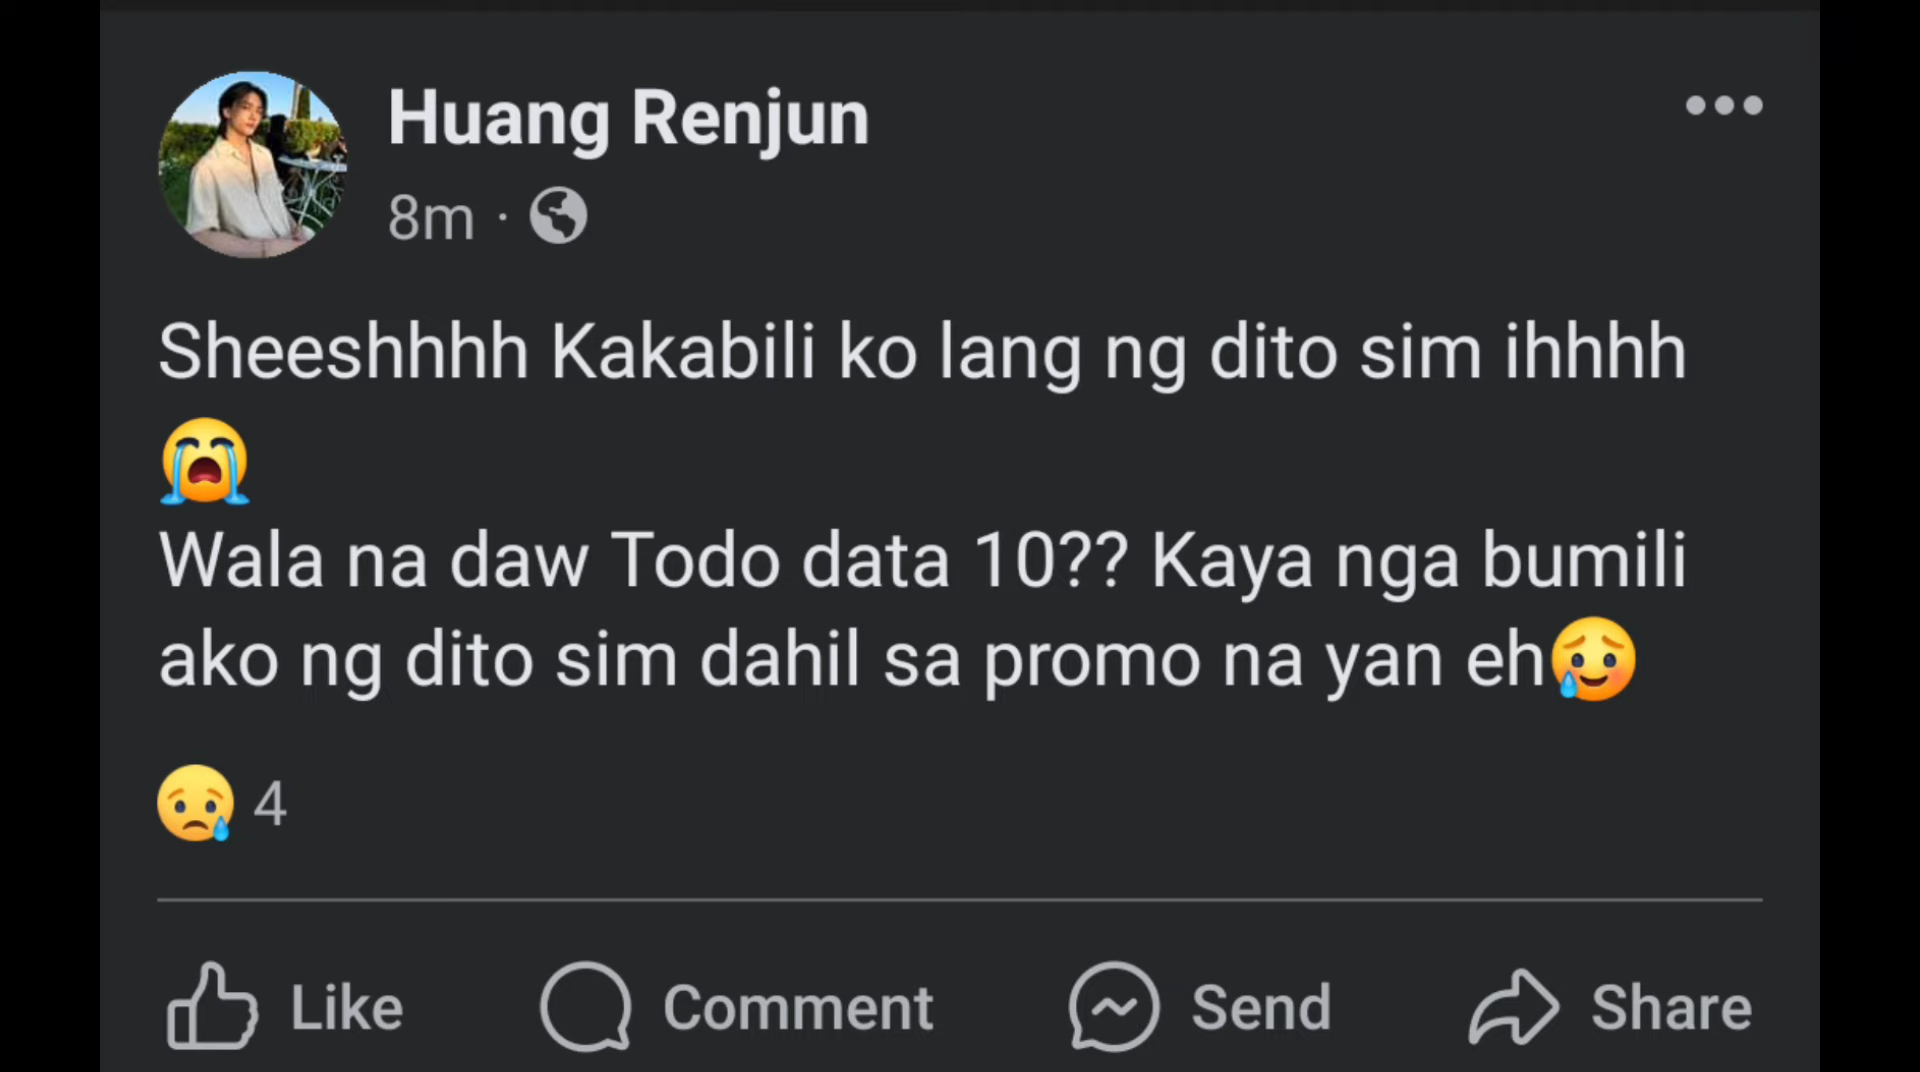 Huang Renjun
8m ·
Sheeshhhh Kakabili ko lang ng dito sim ihhhh
😭
Wala na daw Todo data 10?? Kaya nga bumili
ako ng dito sim dahil sa promo na yan eh🥲
4
Like Comment Send Share